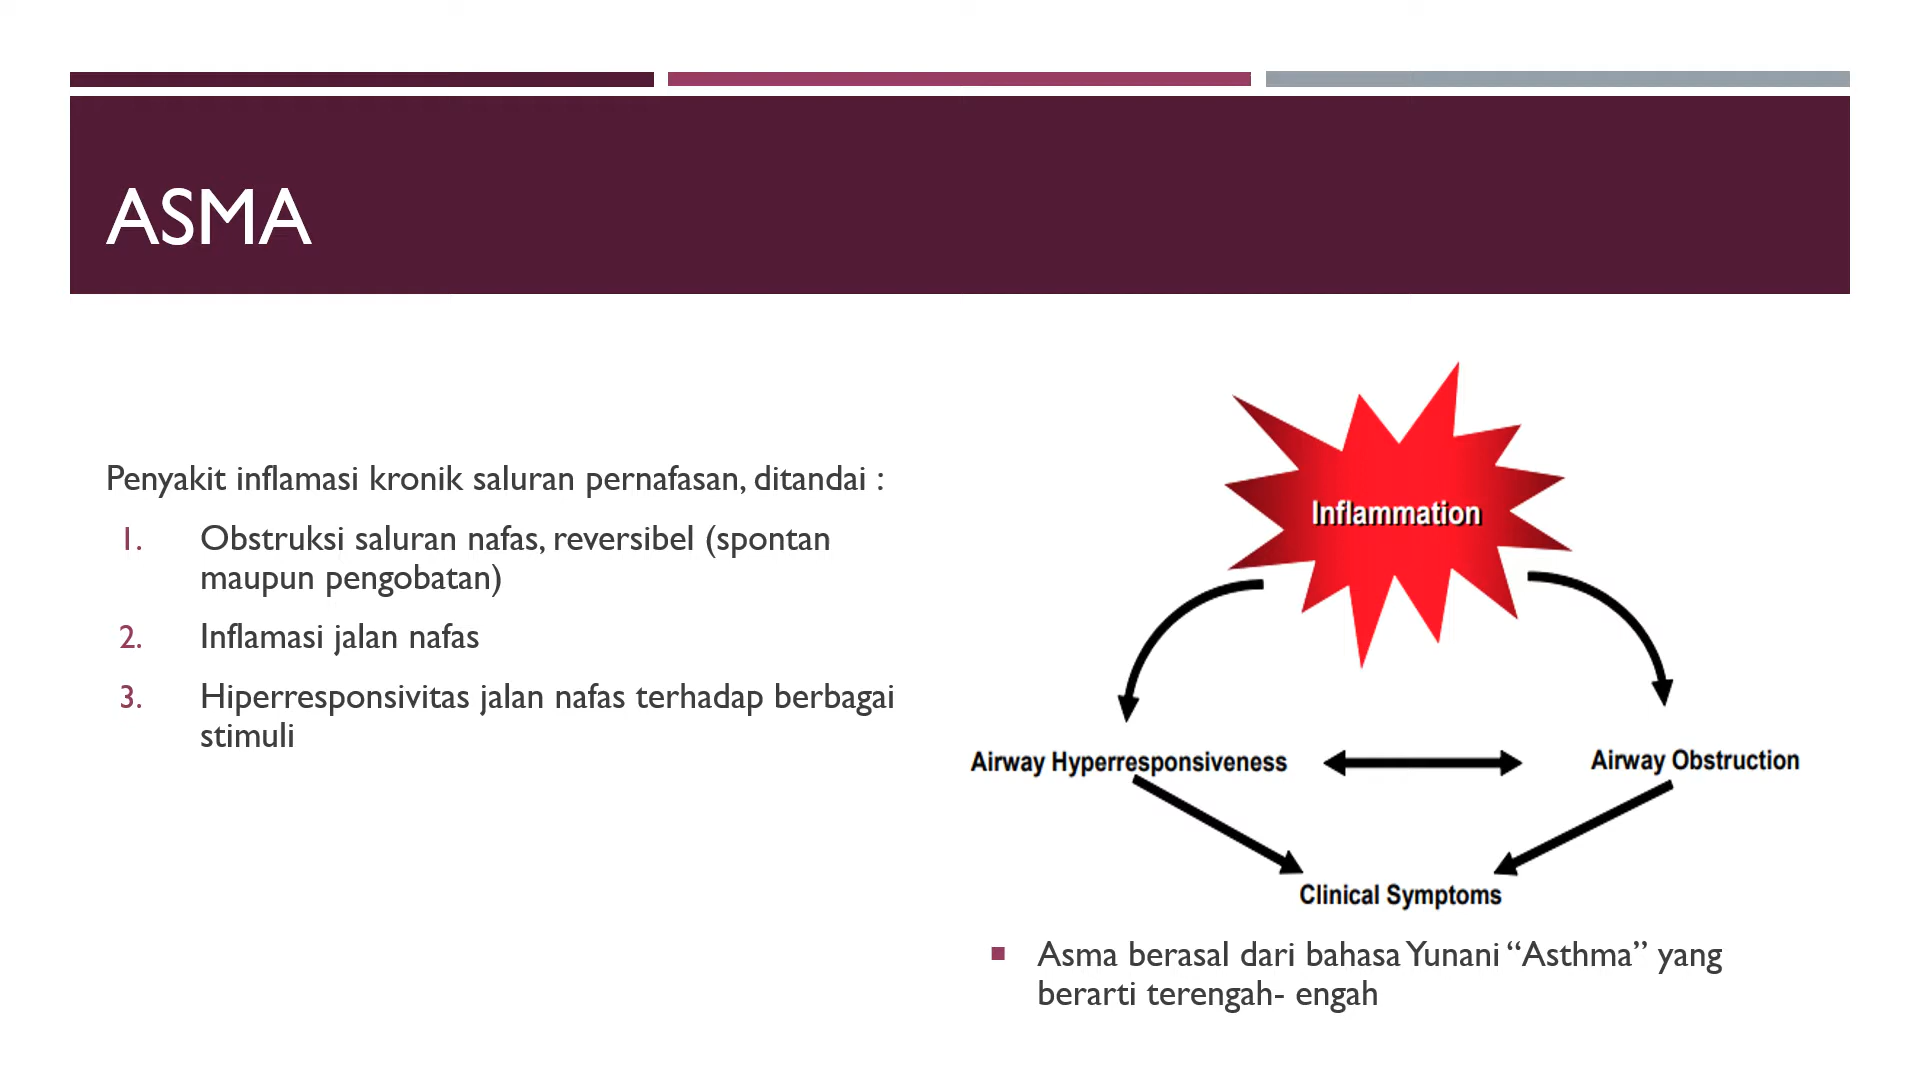 ASMA
Penyakit inflamasi kronik saluran pernafasan, ditandai :
1. Obstruksi saluran nafas, reversibel (spontan
maupun pengobatan)
2. Inflamasi jalan nafas
3. Hiperresponsivitas jalan nafas terhadap berbagai
stimuli
Inflammation
Airway Hyperresponsiveness
Airway Obstruction
Clinical Symptoms
Asma berasal dari bahasa Yunani “Asthma” yang
berarti terengah- engah